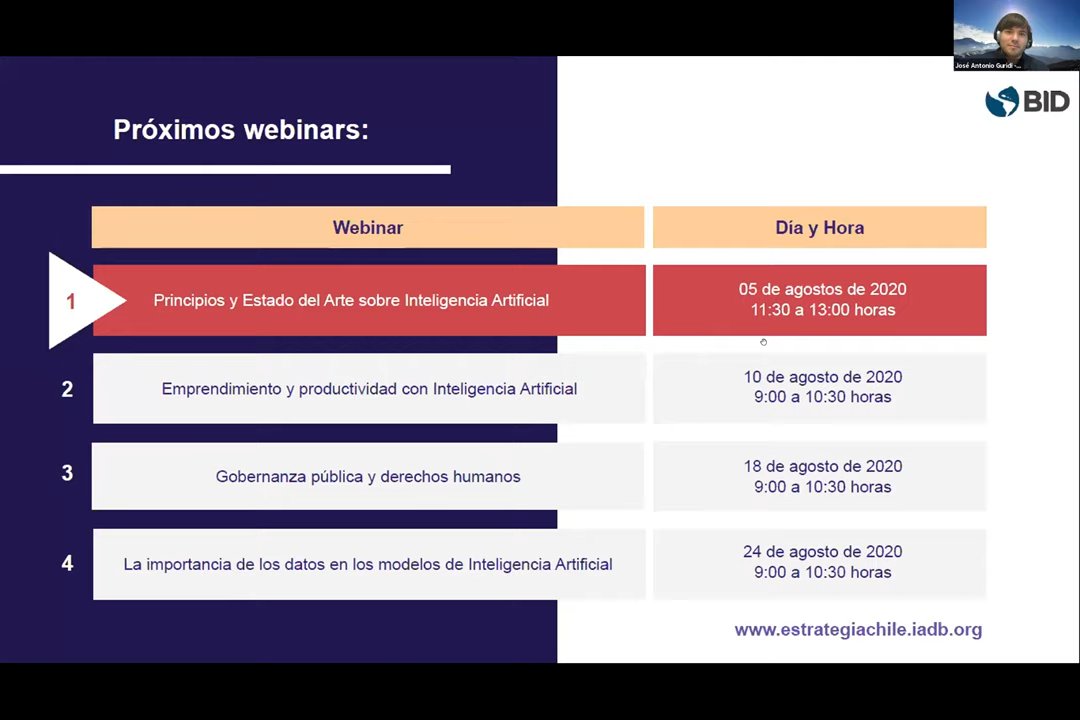 José Antonio Guridi -...
BID
Próximos webinars:
Webinar
Día y Hora
1
Principios y Estado del Arte sobre Inteligencia Artificial
05 de agostos de 2020
11:30 a 13:00 horas
2
Emprendimiento y productividad con Inteligencia Artificial
10 de agosto de 2020
9:00 a 10:30 horas
3
Gobernanza pública y derechos humanos
18 de agosto de 2020
9:00 a 10:30 horas
4
La importancia de los datos en los modelos de Inteligencia Artificial
24 de agosto de 2020
9:00 a 10:30 horas
www.estrategiachile.iadb.org